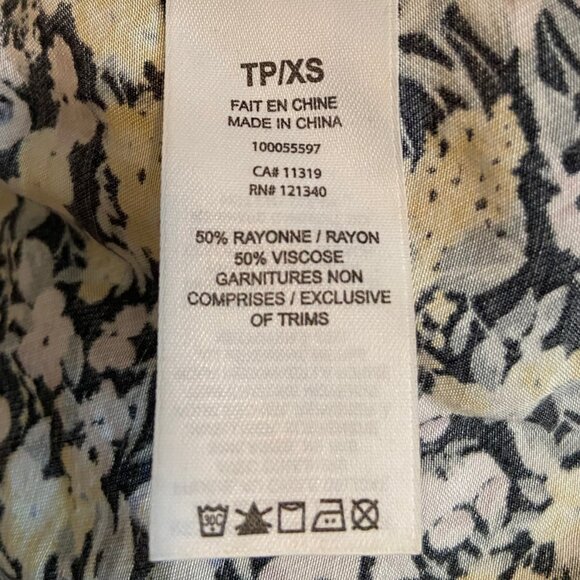 TP/XS
FAIT EN CHINE
MADE IN CHINA
100055597
CA# 11319
RN# 121340
50% RAYONNE / RAYON
50% VISCOSE
GARNITURES NON
COMPRISES / EXCLUSIVE
OF TRIMS
30C